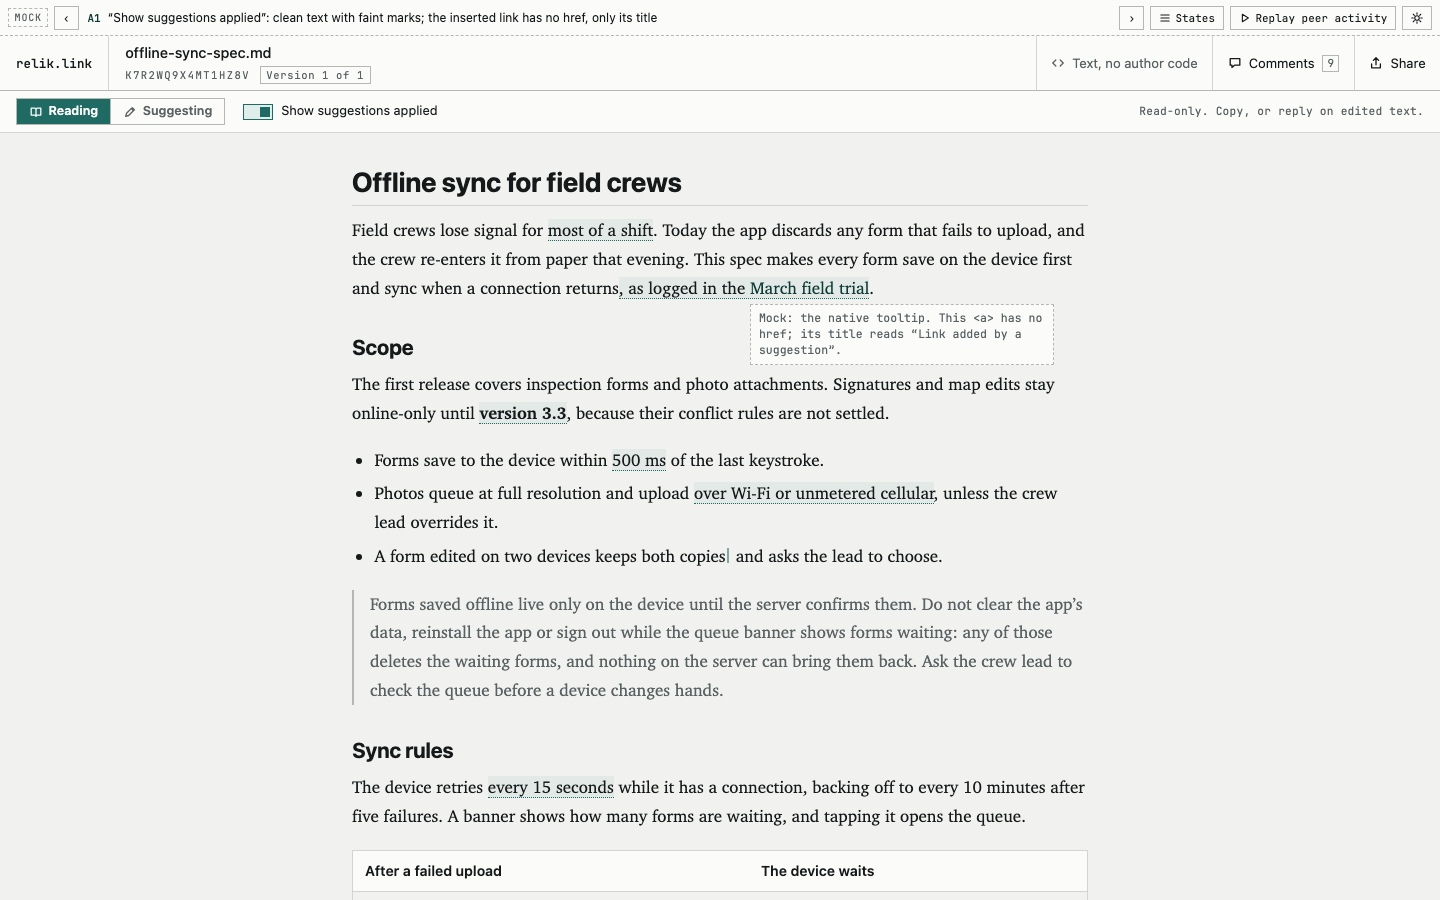 MOCK ‹ A1 “Show suggestions applied”: clean text with faint marks; the inserted link has no href, only its title › States Replay peer activity
relik.link
offline-sync-spec.md
K7R2WQ9X4MT1HZ8V Version 1 of 1
Text, no author code Comments 9 Share
Reading Suggesting Show suggestions applied Read-only. Copy, or reply on edited text.
Offline sync for field crews
Field crews lose signal for most of a shift. Today the app discards any form that fails to upload, and
the crew re-enters it from paper that evening. This spec makes every form save on the device first
and sync when a connection returns, as logged in the March field trial.
Mock: the native tooltip. This <a> has no
href; its title reads “Link added by a
suggestion”.
Scope
The first release covers inspection forms and photo attachments. Signatures and map edits stay
online-only until version 3.3, because their conflict rules are not settled.
• Forms save to the device within 500 ms of the last keystroke.
• Photos queue at full resolution and upload over Wi-Fi or unmetered cellular, unless the crew
lead overrides it.
• A form edited on two devices keeps both copies and asks the lead to choose.
Forms saved offline live only on the device until the server confirms them. Do not clear the app’s
data, reinstall the app or sign out while the queue banner shows forms waiting: any of those
deletes the waiting forms, and nothing on the server can bring them back. Ask the crew lead to
check the queue before a device changes hands.
Sync rules
The device retries every 15 seconds while it has a connection, backing off to every 10 minutes after
five failures. A banner shows how many forms are waiting, and tapping it opens the queue.
After a failed upload The device waits